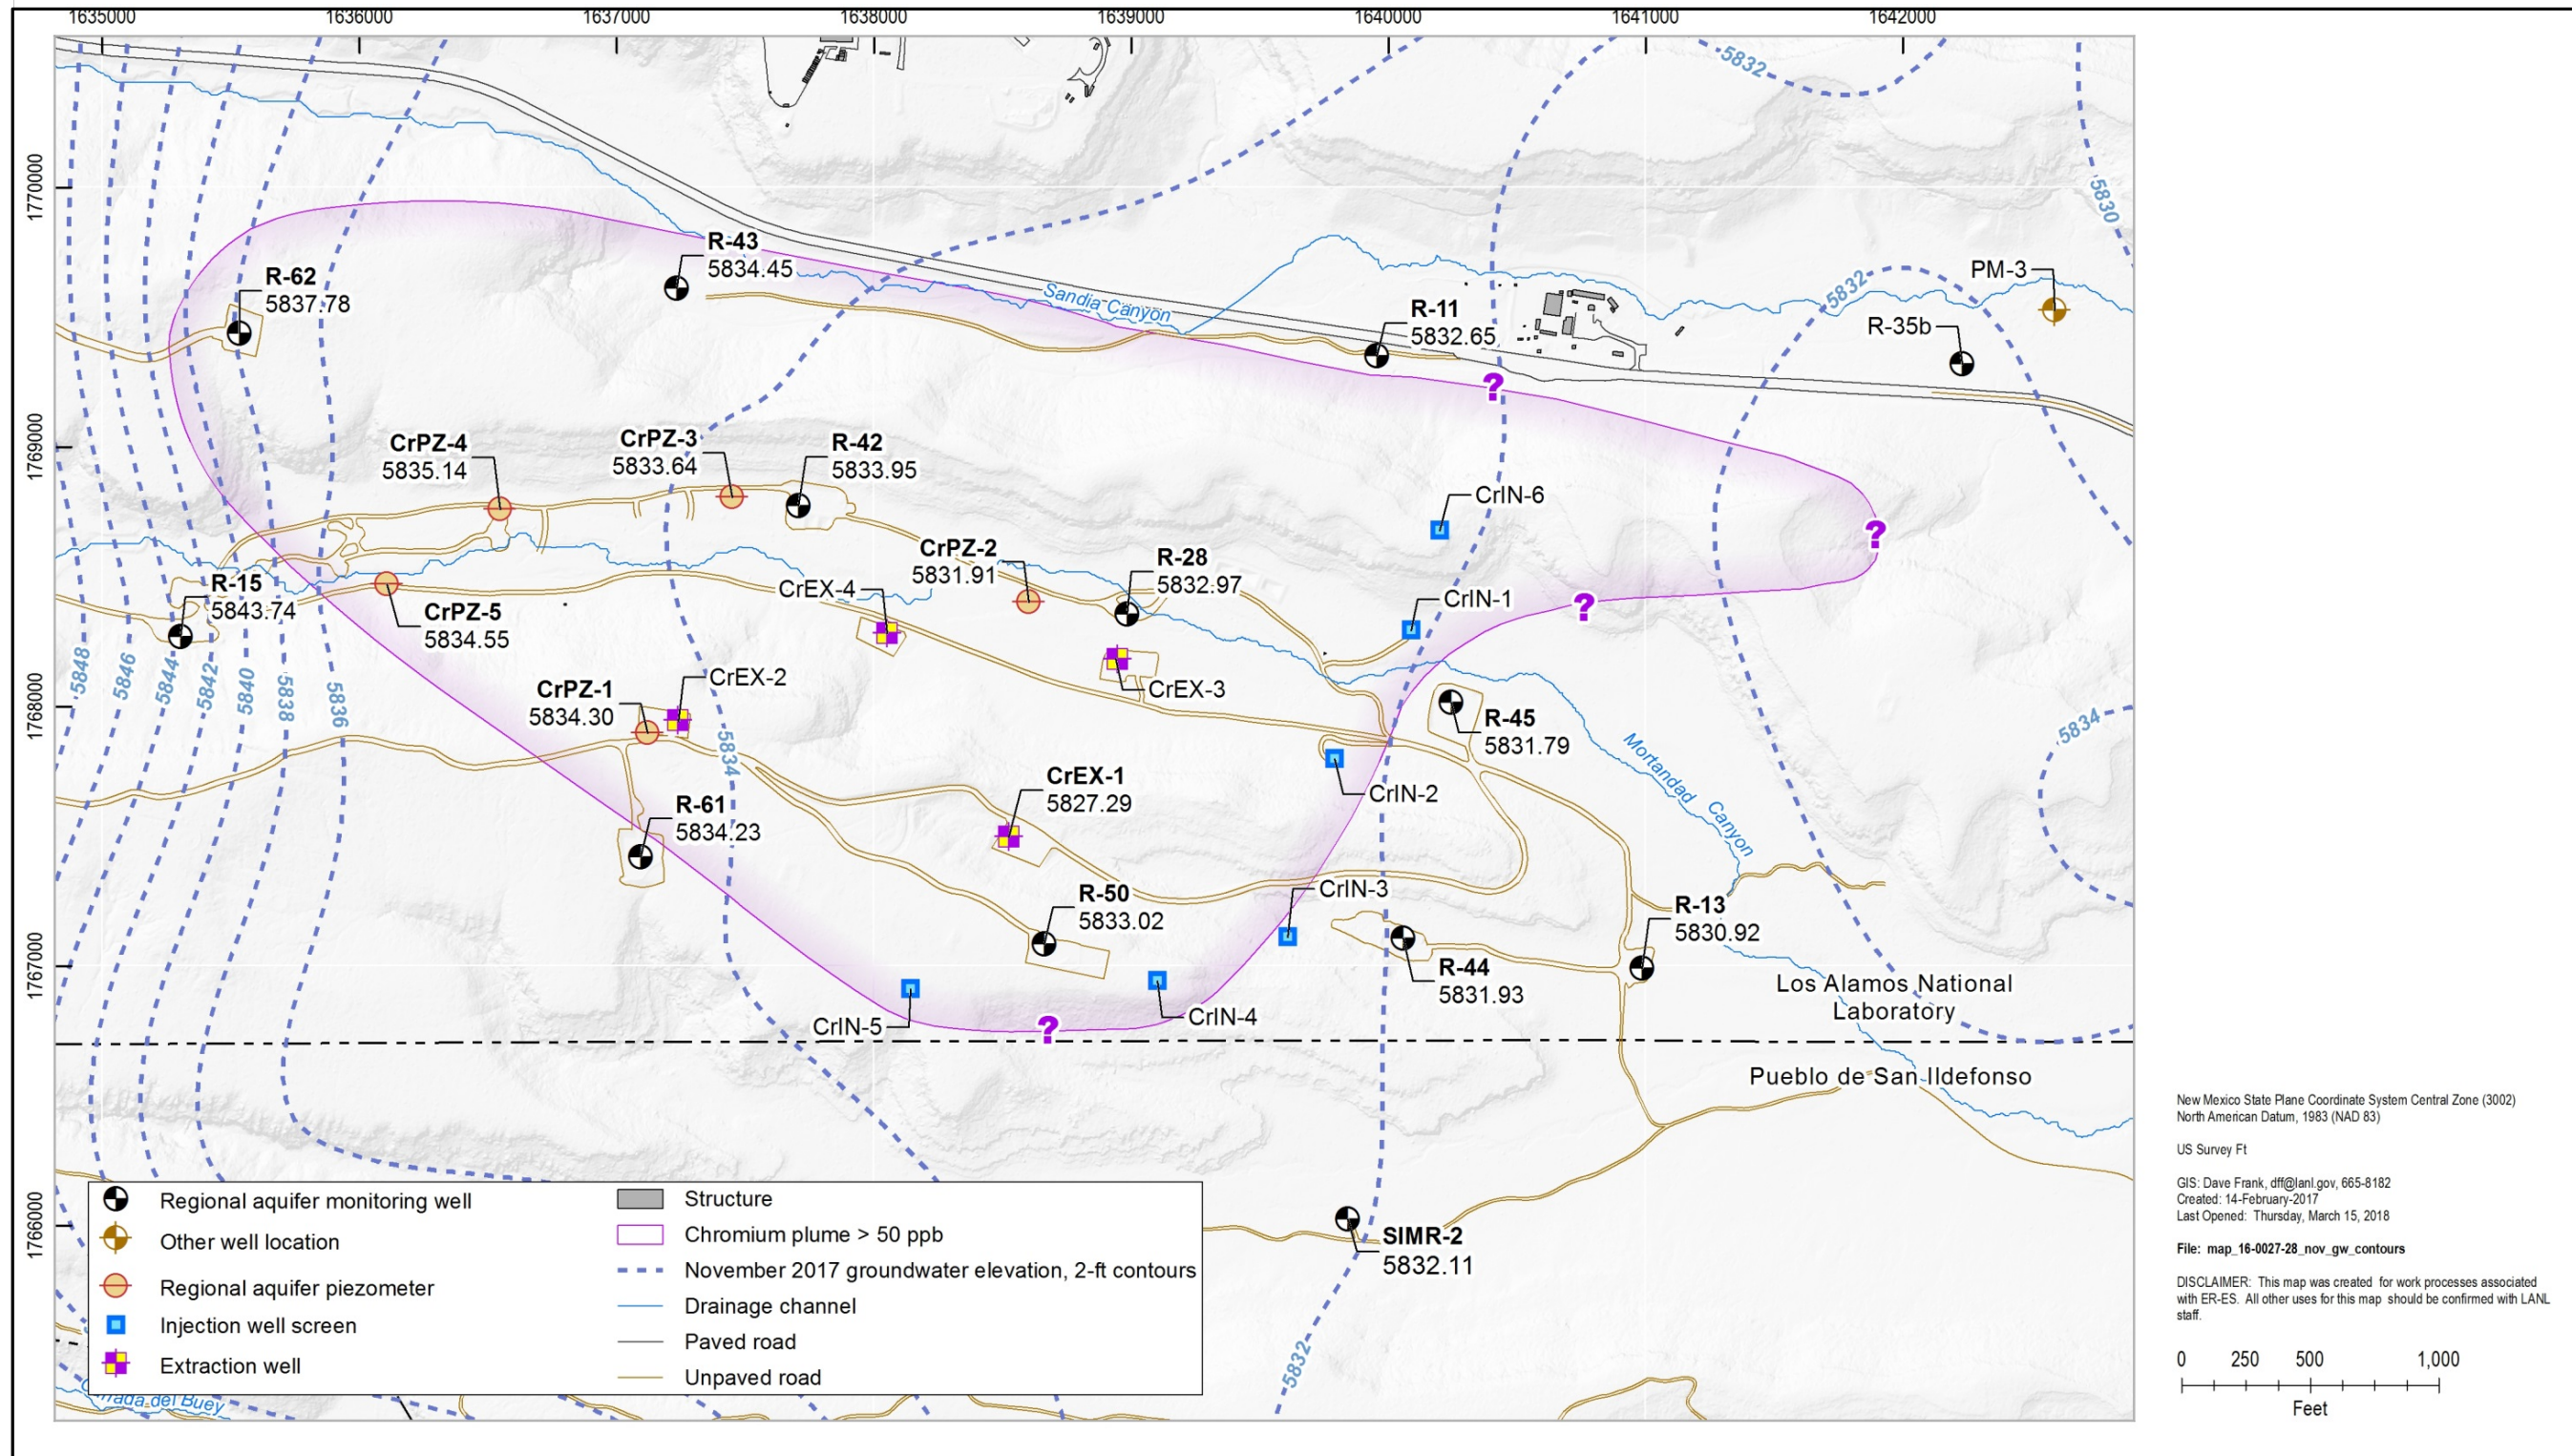 1635000 1636000 1637000 1638000 1639000 1640000 1641000 1642000
1770000
1769000
1768000
1767000
1766000
5832
5830
R-43
5834.45
R-62
5837.78
Sandia Canyon
R-11
5832.65
5832
PM-3
R-35b
CrPZ-4
5835.14
CrPZ-3
5833.64
R-42
5833.95
?
CrIN-6
?
CrPZ-2
5831.91
R-28
5832.97
CrEX-4
CrIN-1
?
R-15
5843.74
CrPZ-5
5834.55
5848
5846
5844
5842
5840
5838
5836
CrPZ-1
5834.30
CrEX-2
CrEX-3
R-45
5831.79
5834
5834
Mortandad Canyon
CrEX-1
5827.29
CrIN-2
R-61
5834.23
R-50
5833.02
CrIN-3
R-13
5830.92
R-44
5831.93
Los Alamos National
Laboratory
CrIN-5
?
CrIN-4
Pueblo de San Ildefonso
SIMR-2
5832.11
5832
Regional aquifer monitoring well
Other well location
Regional aquifer piezometer
Injection well screen
Extraction well
Structure
Chromium plume > 50 ppb
November 2017 groundwater elevation, 2-ft contours
Drainage channel
Paved road
Unpaved road
del Buey
New Mexico State Plane Coordinate System Central Zone (3002)
North American Datum, 1983 (NAD 83)
US Survey Ft
GIS: Dave Frank, dff@lanl.gov, 665-8182
Created: 14-February-2017
Last Opened: Thursday, March 15, 2018
File: map_16-0027-28_nov_gw_contours
DISCLAIMER: This map was created for work processes associated
with ER-ES. All other uses for this map should be confirmed with LANL
staff.
0 250 500 1,000
Feet